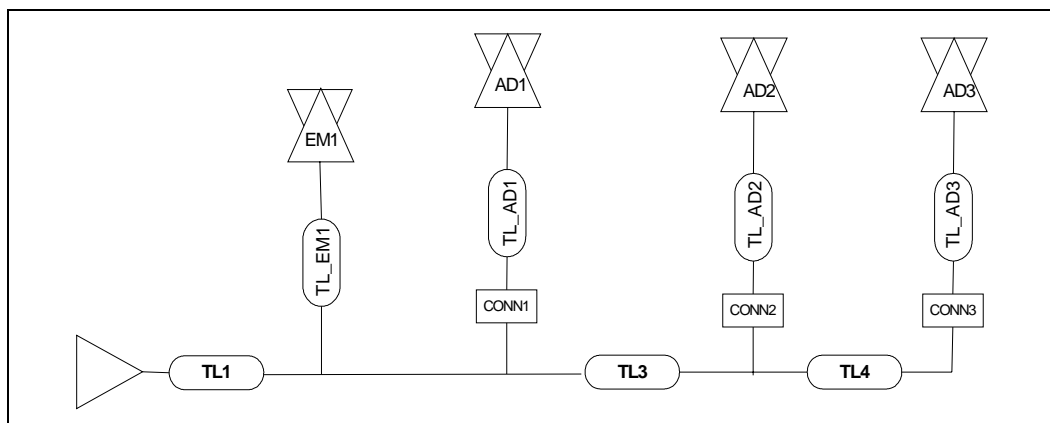 AD1
AD2
AD3
EM1
TL_AD1
TL_AD2
TL_AD3
TL_EM1
CONN1
CONN2
CONN3
TL1
TL3
TL4